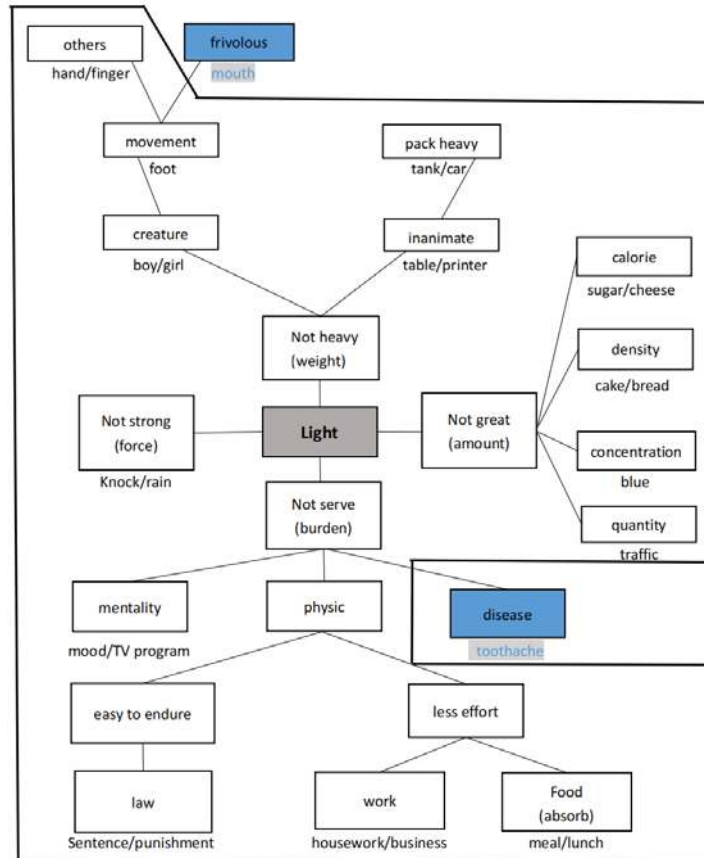 others
frivolous
hand/finger
mouth
movement
pack heavy
foot
tank/car
creature
inanimate
boy/girl
table/printer
calorie
sugar/cheese
Not heavy
(weight)
density
cake/bread
Not strong
(force)
Knock/rain
Light
Not great
(amount)
concentration
blue
Not serve
(burden)
quantity
traffic
mentality
mood/TV program
physic
disease
toothache
easy to endure
less effort
law
Sentence/punishment
work
housework/business
Food
(absorb)
meal/lunch